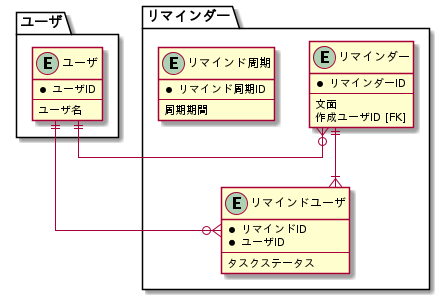 ユーザ
E ユーザ
ユーザID
ユーザ名
リマインダー
E リマインド周期
リマインド周期ID
周期期間
E リマインダー
リマインダーID
文面
作成ユーザID [FK]
E リマインドユーザ
リマインドID
ユーザID
タスクステータス